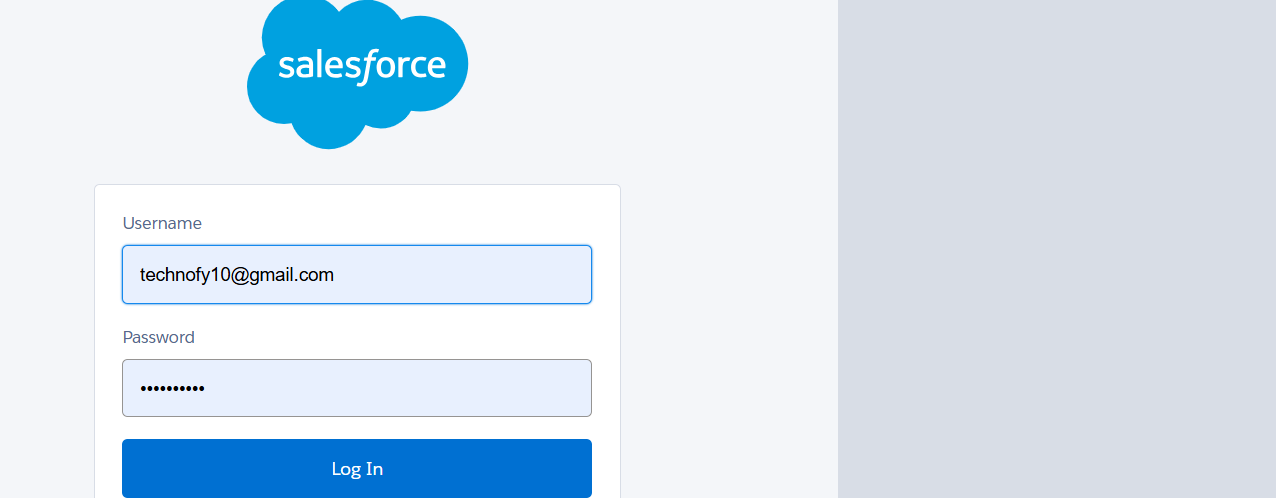 salesforce
Username
technofy10@gmail.com
Password
••••••••••
Log In